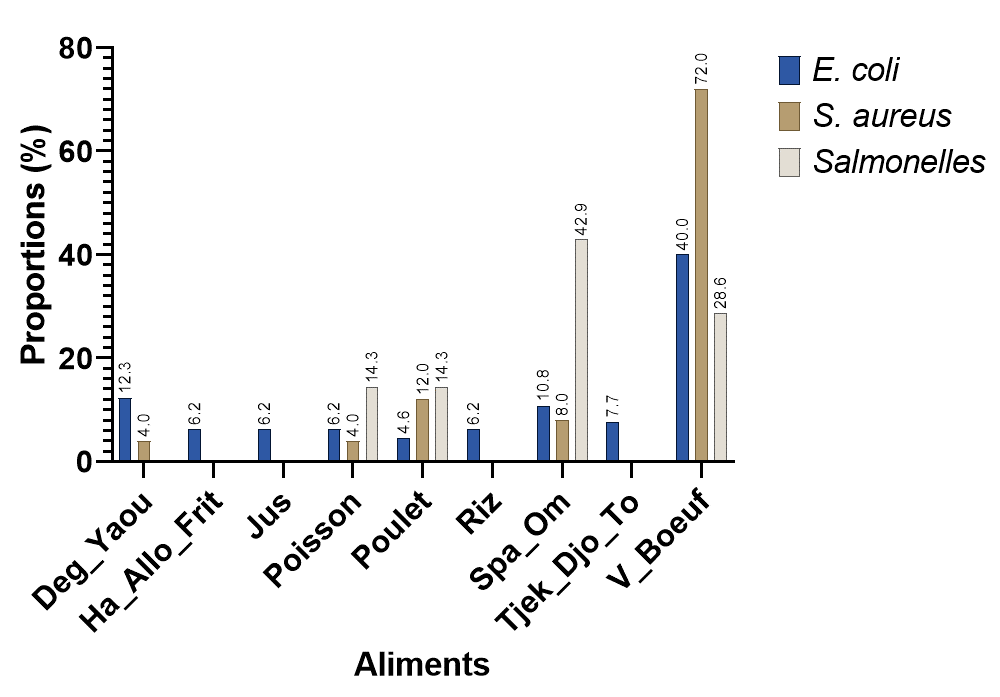 80
60
40
20
0
Proportions (%)
12.3
4.0
6.2
6.2
6.2
4.0
14.3
4.6
12.0
14.3
6.2
10.8
8.0
42.9
7.7
40.0
72.0
28.6
E. coli
S. aureus
Salmonelles
Deg_Yaou
Ha_Allo_Frit
Jus
Poisson
Poulet
Riz
Spa_Om
Tjek_Djo_To
V_Boeuf
Aliments